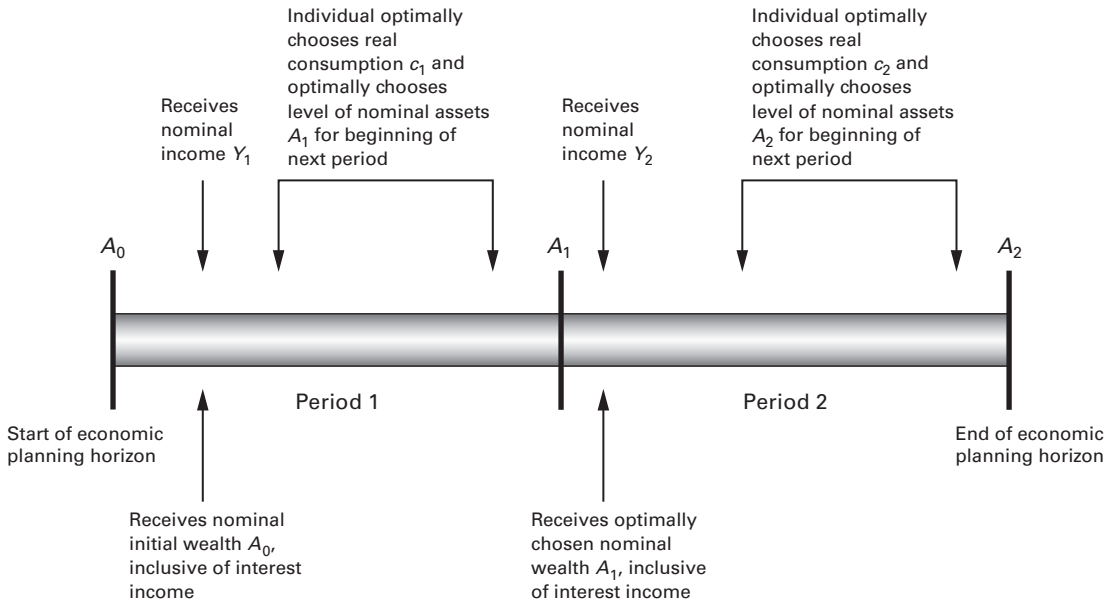 Individual optimally
chooses real
consumption c1 and
optimally chooses
level of nominal assets
A1 for beginning of
next period
Individual optimally
chooses real
consumption c2 and
optimally chooses
level of nominal assets
A2 for beginning of
next period
Receives
nominal
income Y1
Receives
nominal
income Y2
A0
A1
A2
Period 1
Period 2
Start of economic
planning horizon
End of economic
planning horizon
Receives nominal
initial wealth A0,
inclusive of interest
income
Receives optimally
chosen nominal
wealth A1, inclusive
of interest income